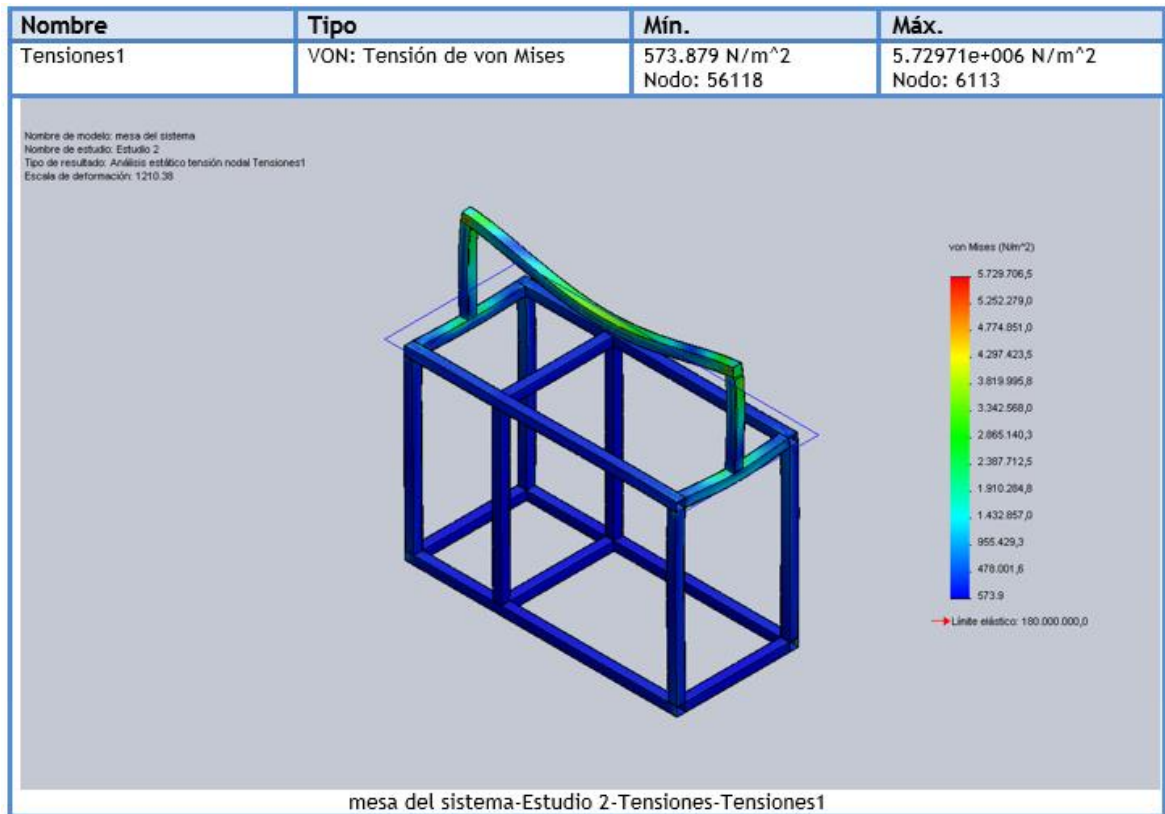 Nombre Tipo Mín. Máx.
Tensiones1 VON: Tensión de von Mises 573.879 N/m^2 5.72971e+006 N/m^2
Nodo: 56118 Nodo: 6113
Nombre de modelo: mesa del sistema
Nombre de estudio: Estudio 2
Tipo de resultado: Análisis estático tensión nodal Tensiones1
Escala de deformación: 1210.38
von Mises (N/m^2)
5.729.706,5
5.252.279,0
4.774.851,0
4.297.423,5
3.819.995,8
3.342.568,0
2.865.140,3
2.387.712,5
1.910.284,8
1.432.857,0
955.429,3
478.001,6
573.9
Límite elástico: 180.000.000,0
mesa del sistema-Estudio 2-Tensiones-Tensiones1